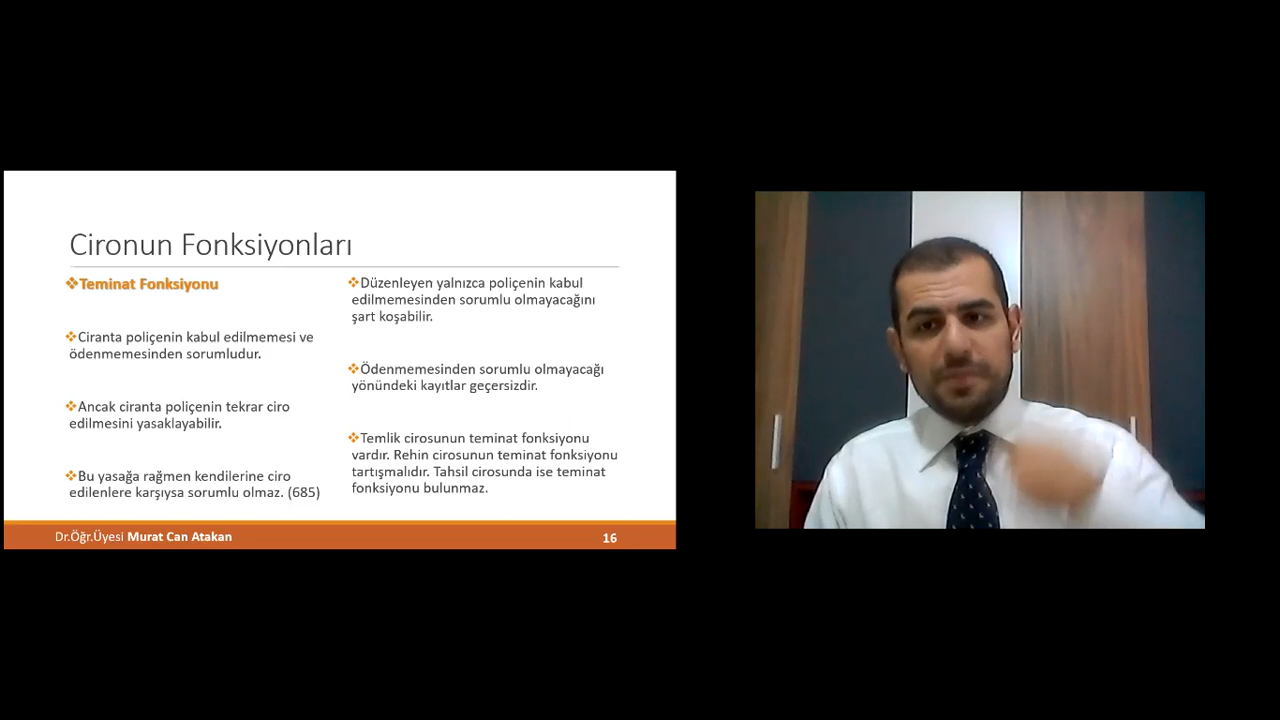 Cironun Fonksiyonları
❖Teminat Fonksiyonu
❖Ciranta poliçenin kabul edilmemesi ve
ödenmemesinden sorumludur.
❖Ancak ciranta poliçenin tekrar ciro
edilmesini yasaklayabilir.
❖Bu yasağa rağmen kendilerine ciro
edilenlere karşıysa sorumlu olmaz. (685)
❖Düzenleyen yalnızca poliçenin kabul
edilmemesinden sorumlu olmayacağını
şart koşabilir.
❖Ödenmemesinden sorumlu olmayacağı
yönündeki kayıtlar geçersizdir.
❖Temlik cirosunun teminat fonksiyonu
vardır. Rehin cirosunun teminat fonksiyonu
tartışmalıdır. Tahsil cirosunda ise teminat
fonksiyonu bulunmaz.
Dr.Öğr.Üyesi Murat Can Atakan
16